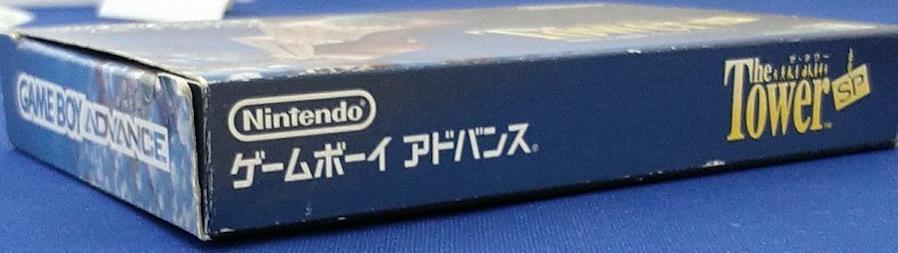 GAME BOY ADVANCE
Nintendo®
ゲームボーイ アドバンス®
ザ・タワー
The
Tower™
SP